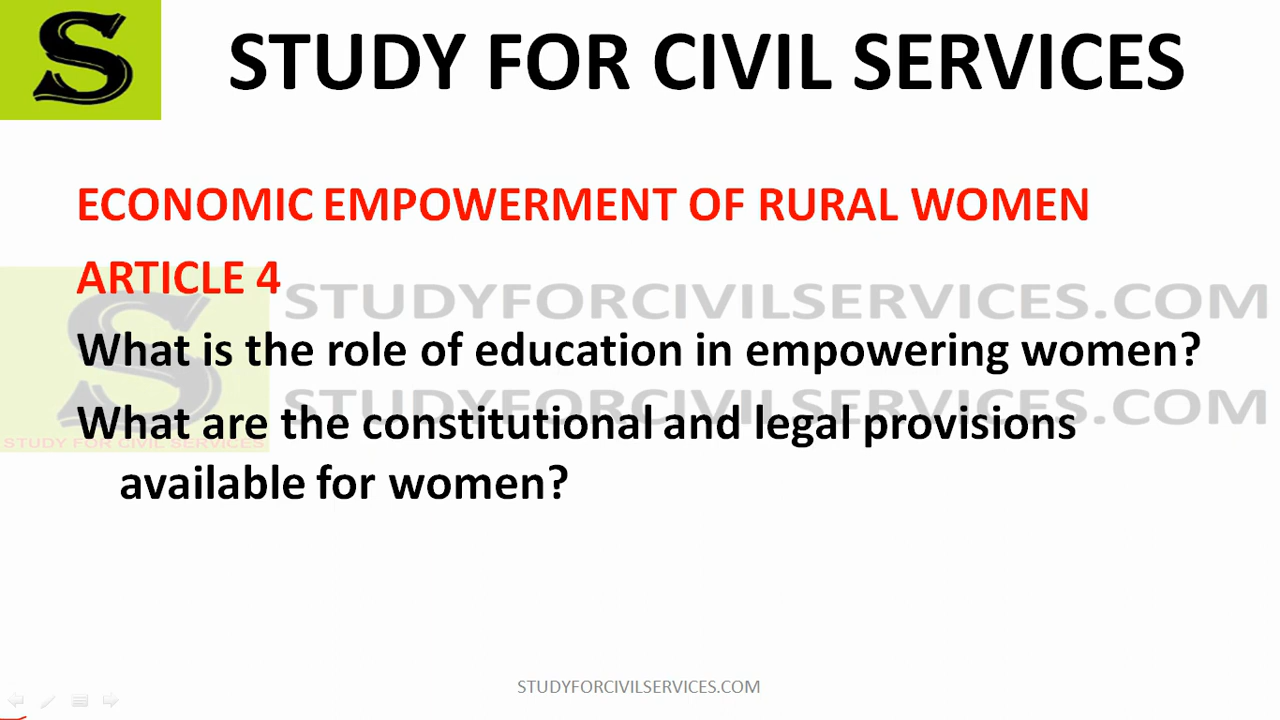 S
STUDY FOR CIVIL SERVICES
ECONOMIC EMPOWERMENT OF RURAL WOMEN
ARTICLE 4
STUDYFORCIVILSERVICES.COM
What is the role of education in empowering women?
S
STUDYFORCIVILSERVICES.COM
What are the constitutional and legal provisions
STUDY FOR CIVIL SERVICES
available for women?
STUDYFORCIVILSERVICES.COM